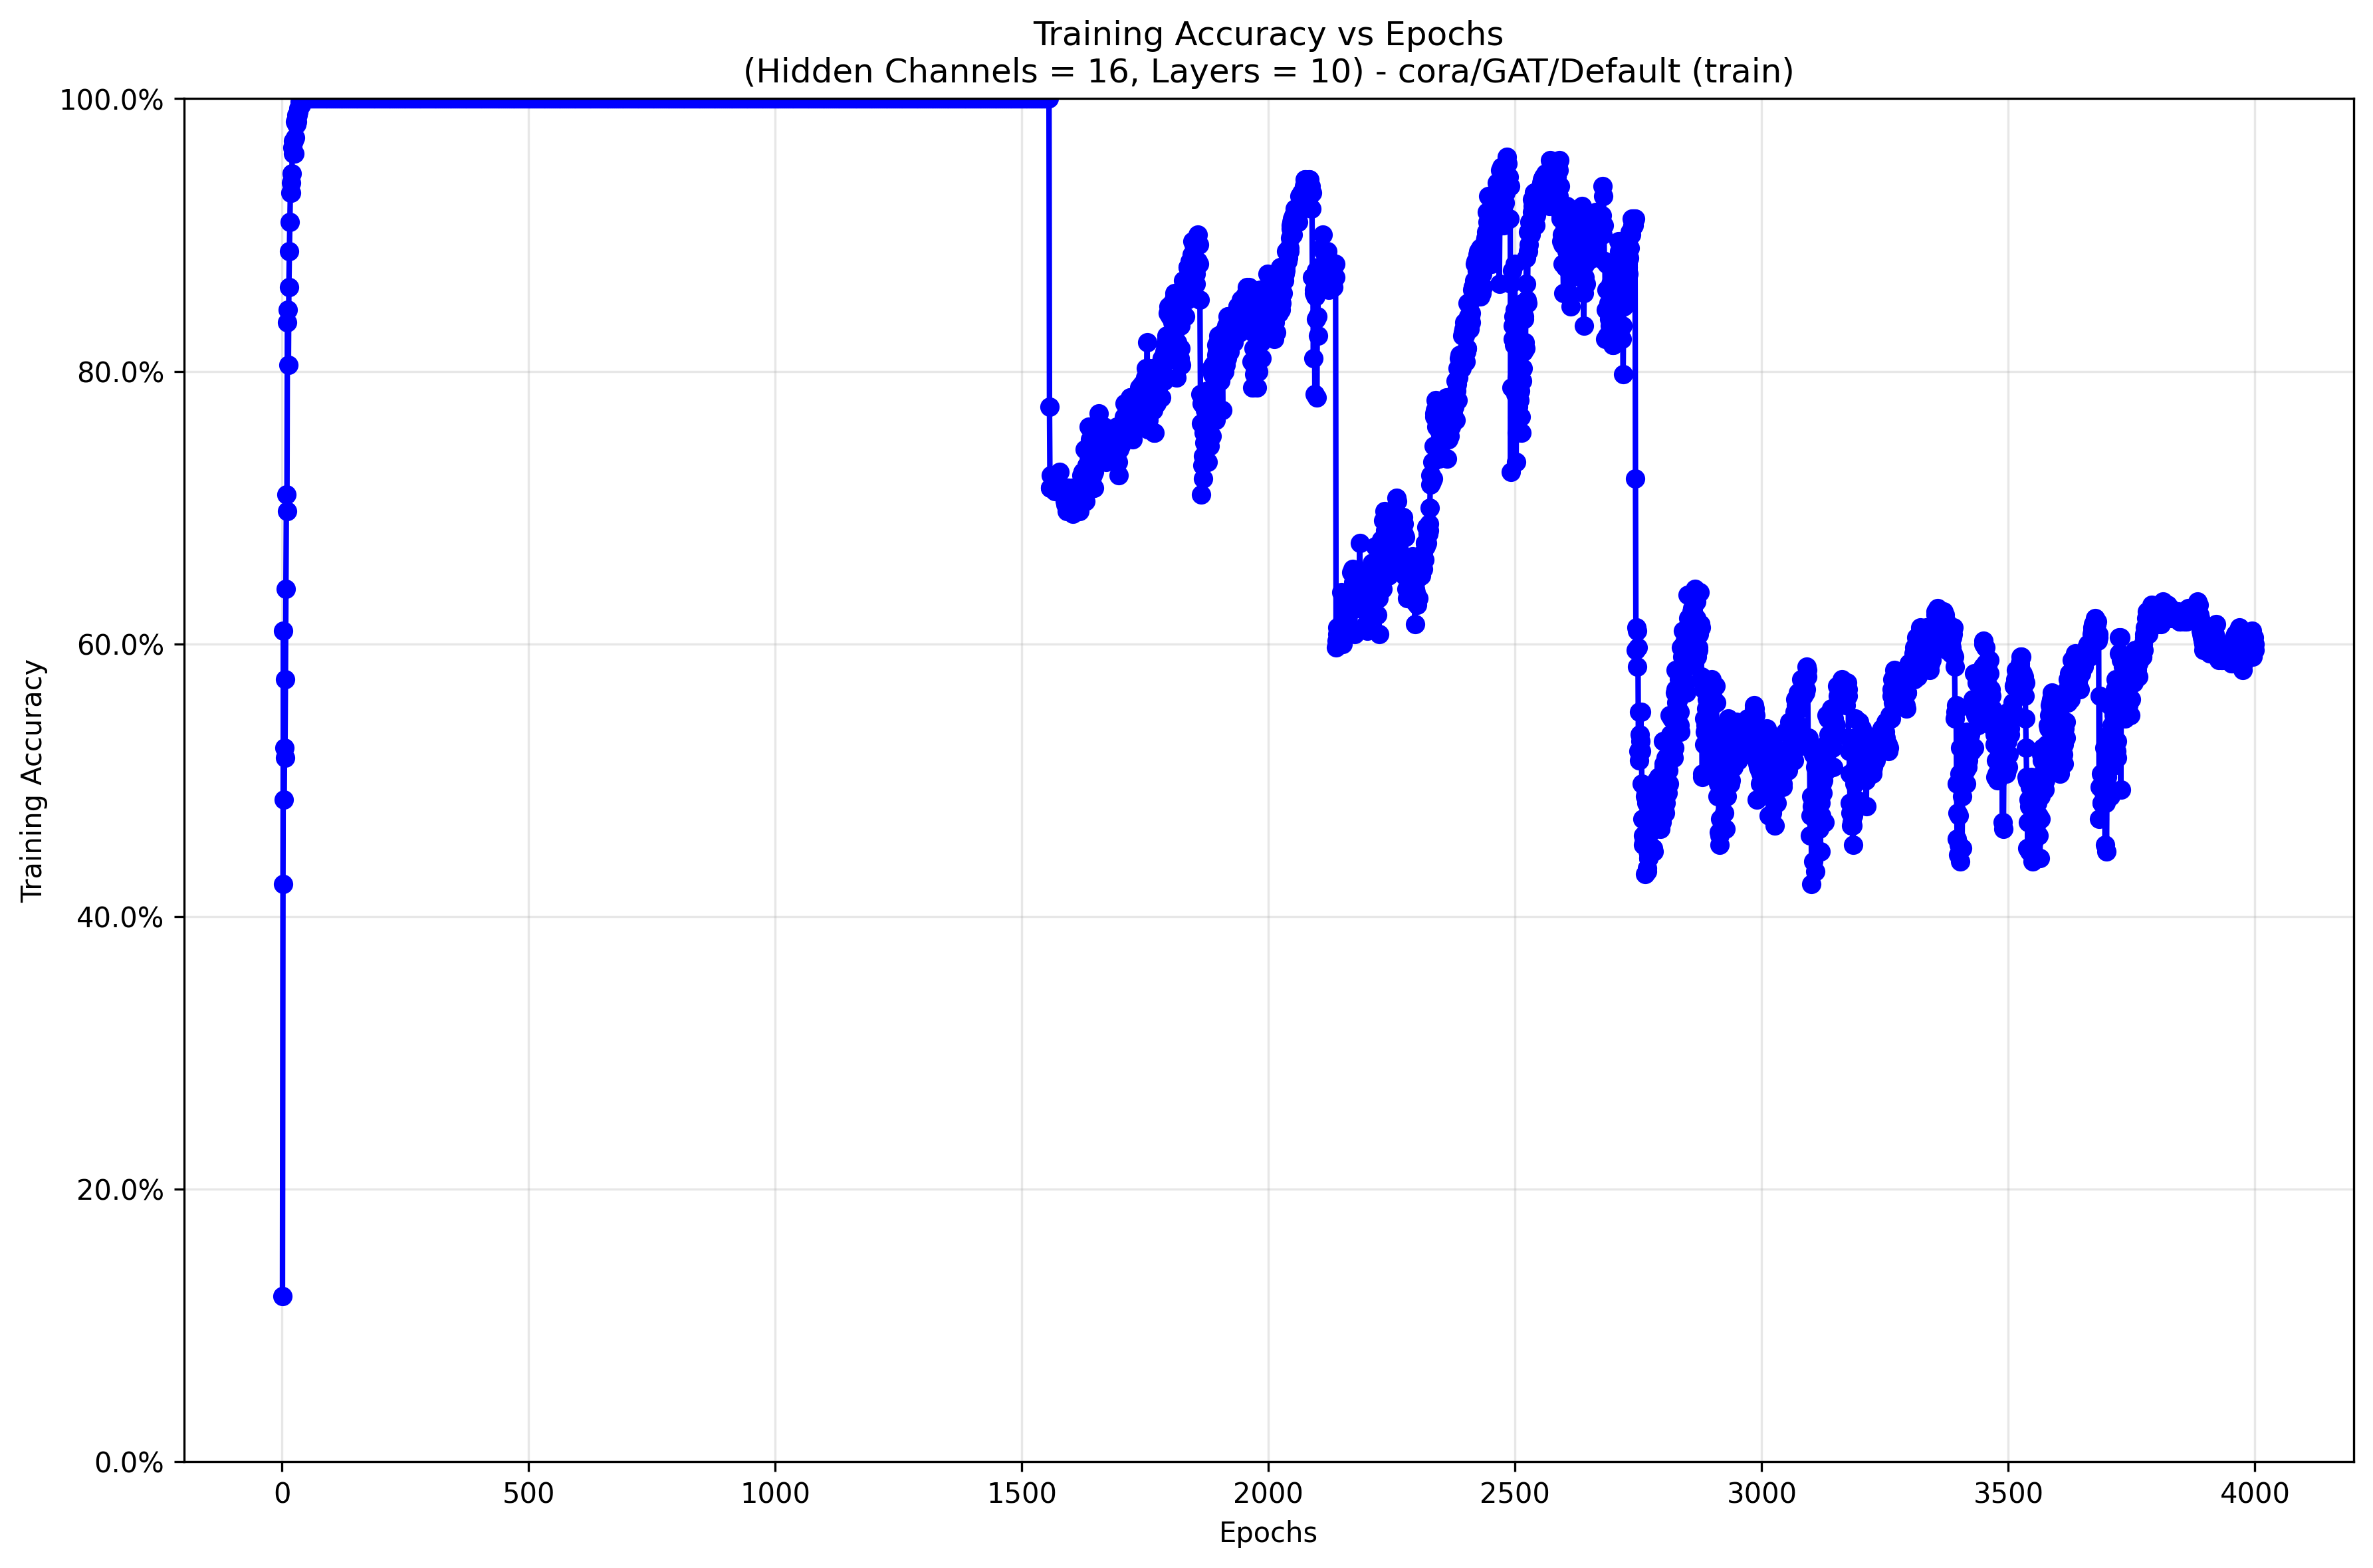 Training Accuracy vs Epochs
(Hidden Channels = 16, Layers = 10) - cora/GAT/Default (train)
100.0%
80.0%
60.0%
40.0%
20.0%
0.0%
Training Accuracy
0 500 1000 1500 2000 2500 3000 3500 4000
Epochs